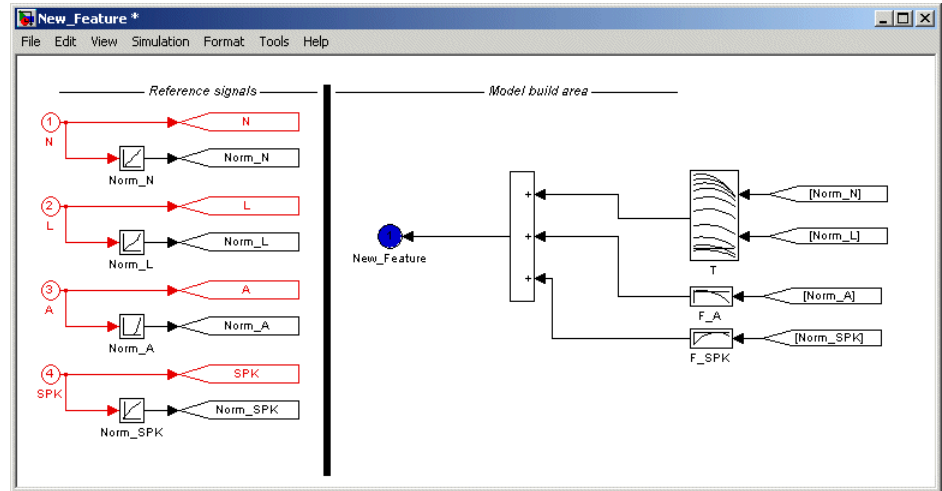 New_Feature *
File Edit View Simulation Format Tools Help
Reference signals
Model build area
1
N
N
Norm_N
Norm_N
2
L
L
Norm_L
Norm_L
3
A
A
Norm_A
Norm_A
4
SPK
SPK
Norm_SPK
Norm_SPK
1
New_Feature
+
+
+
T
[Norm_N]
[Norm_L]
F_A
[Norm_A]
F_SPK
[Norm_SPK]